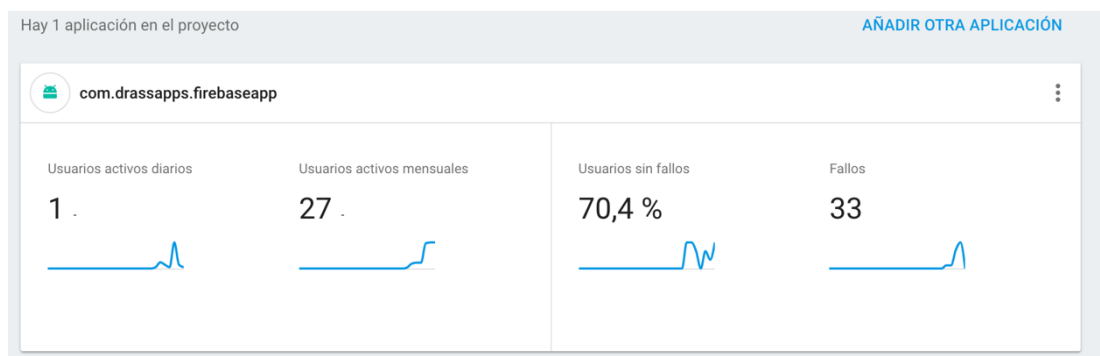 Hay 1 aplicación en el proyecto
AÑADIR OTRA APLICACIÓN
com.drassapps.firebaseapp
Usuarios activos diarios
1 -
Usuarios activos mensuales
27 -
Usuarios sin fallos
70,4 %
Fallos
33